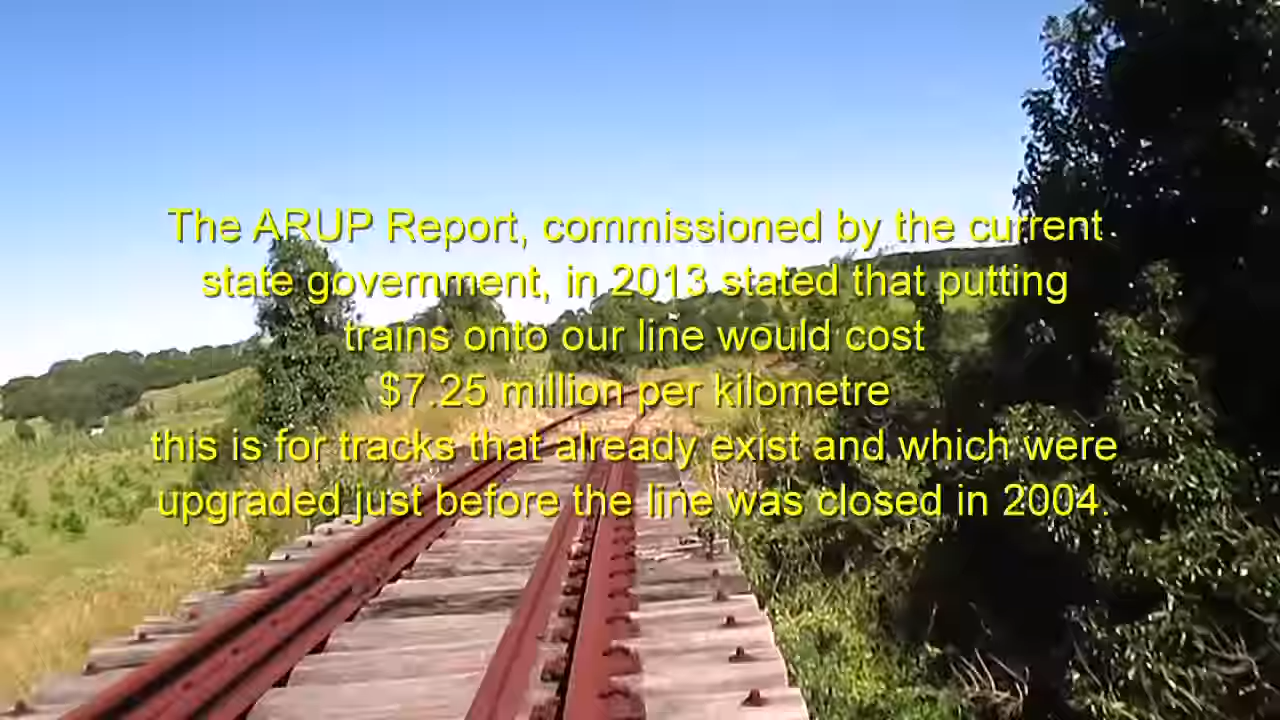 The ARUP Report, commissioned by the current
state government, in 2013 stated that putting
trains onto our line would cost
$7.25 million per kilometre
this is for tracks that already exist and which were
upgraded just before the line was closed in 2004.